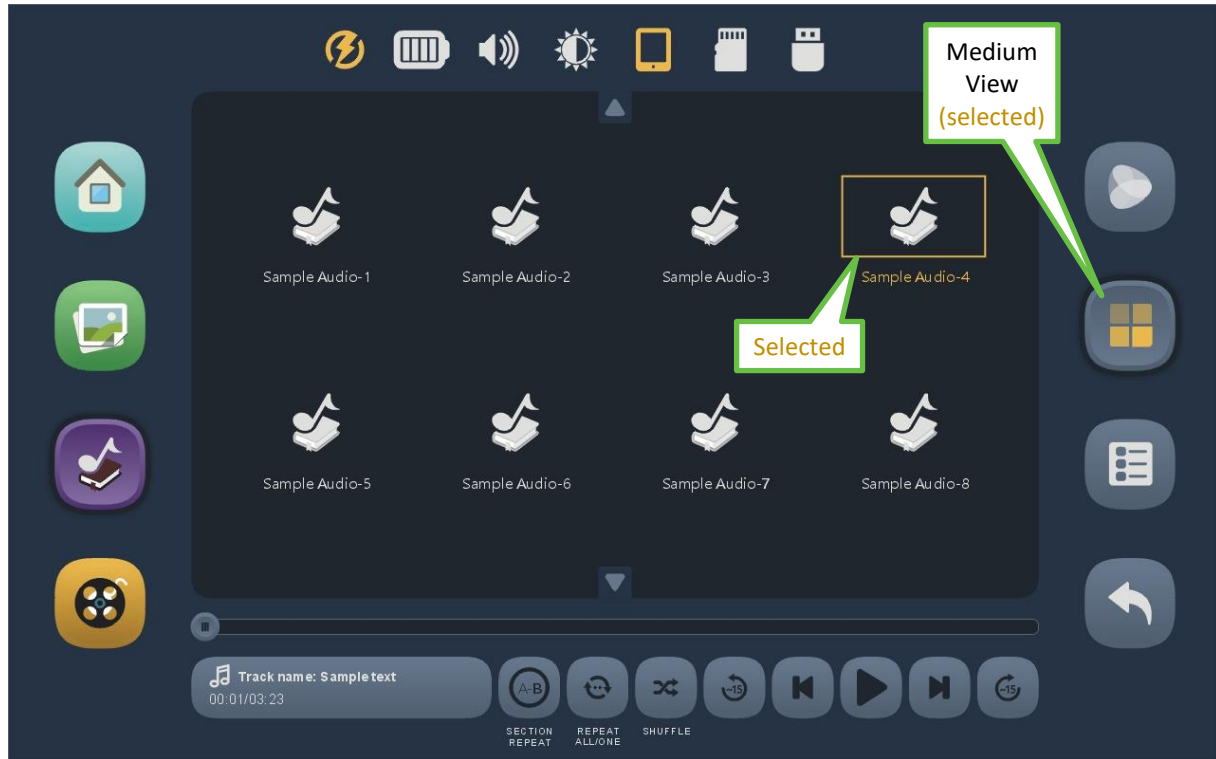 Medium
View
(selected)
Sample Audio-1
Sample Audio-2
Sample Audio-3
Sample Audio-4
Selected
Sample Audio-5
Sample Audio-6
Sample Audio-7
Sample Audio-8
Track name: Sample text
00:01/03:23
A-B
-15
-15
SECTION
REPEAT
REPEAT
ALL/ONE
SHUFFLE